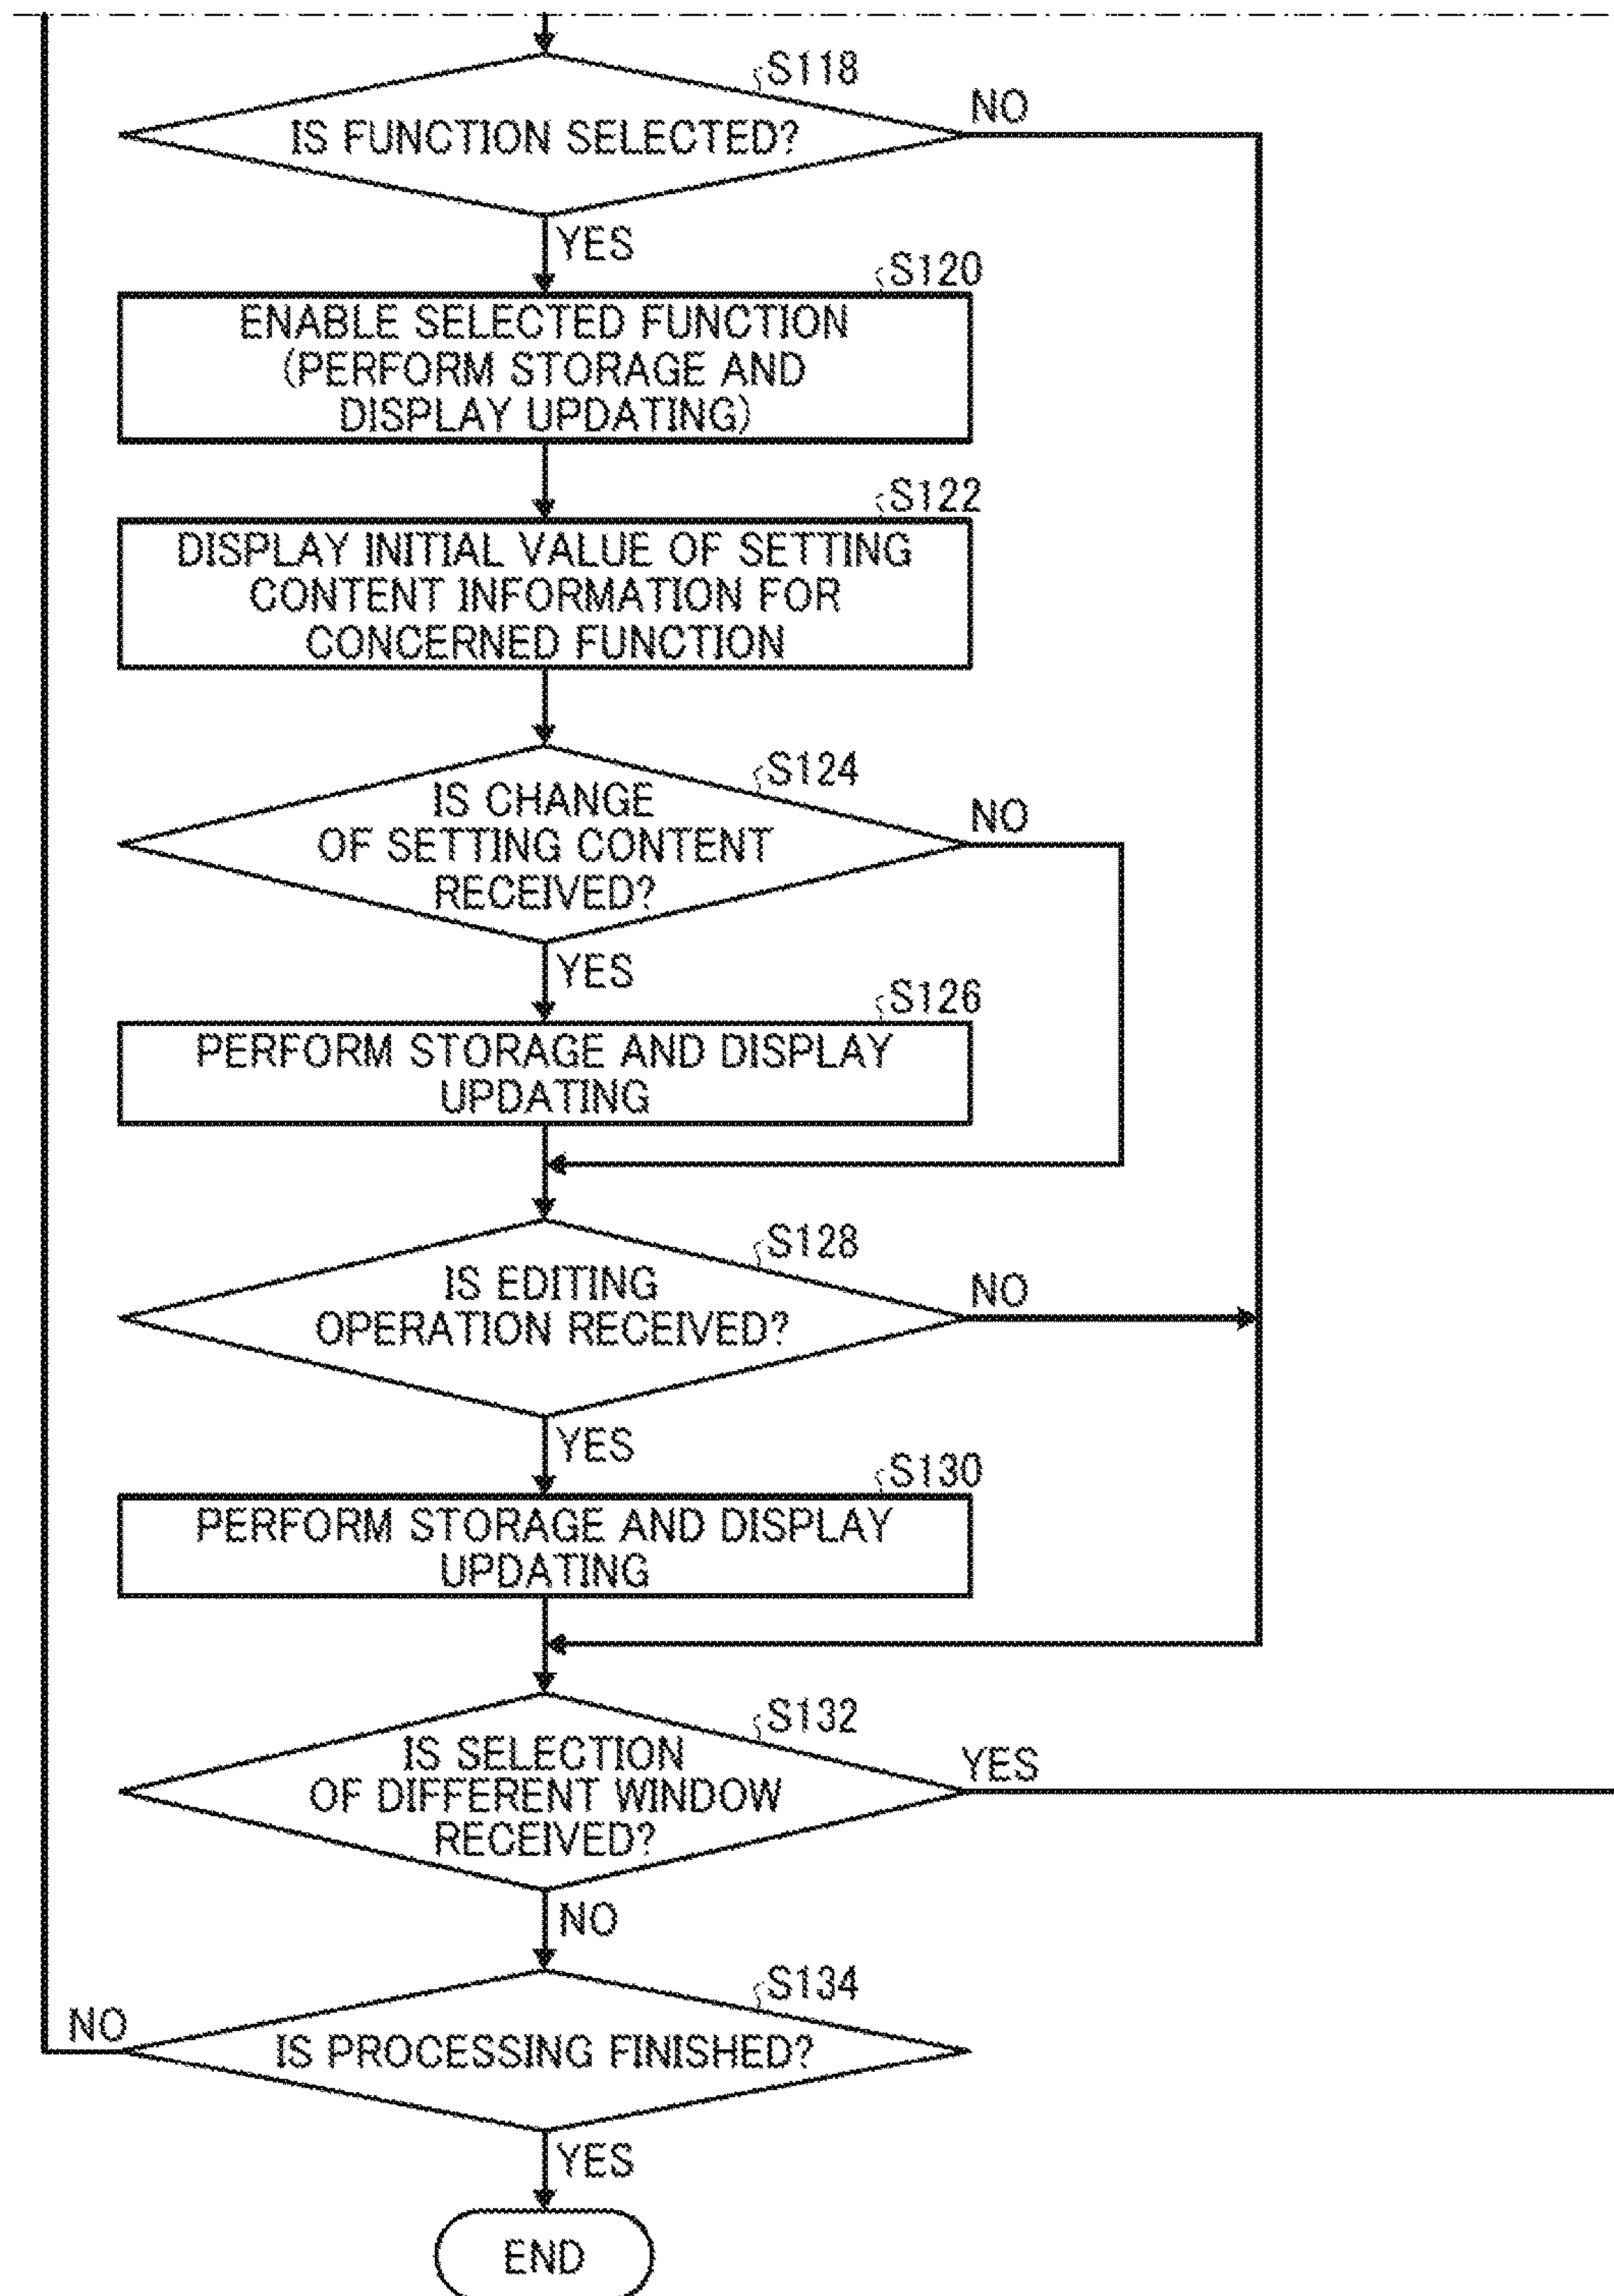 S118
IS FUNCTION SELECTED?
NO
YES
S120
ENABLE SELECTED FUNCTION
(PERFORM STORAGE AND
DISPLAY UPDATING)
S122
DISPLAY INITIAL VALUE OF SETTING
CONTENT INFORMATION FOR
CONCERNED FUNCTION
S124
IS CHANGE
OF SETTING CONTENT
RECEIVED?
NO
YES
S126
PERFORM STORAGE AND DISPLAY
UPDATING
S128
IS EDITING
OPERATION RECEIVED?
NO
YES
S130
PERFORM STORAGE AND DISPLAY
UPDATING
S132
IS SELECTION
OF DIFFERENT WINDOW
RECEIVED?
YES
NO
S134
IS PROCESSING FINISHED?
NO
YES
END